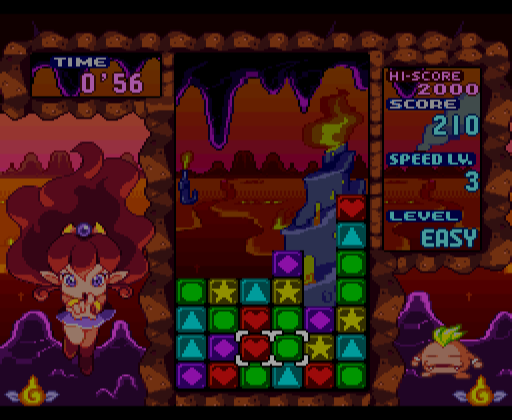 TIME
0'56
HI-SCORE
2000
SCORE
210
SPEED LV.
3
LEVEL
EASY